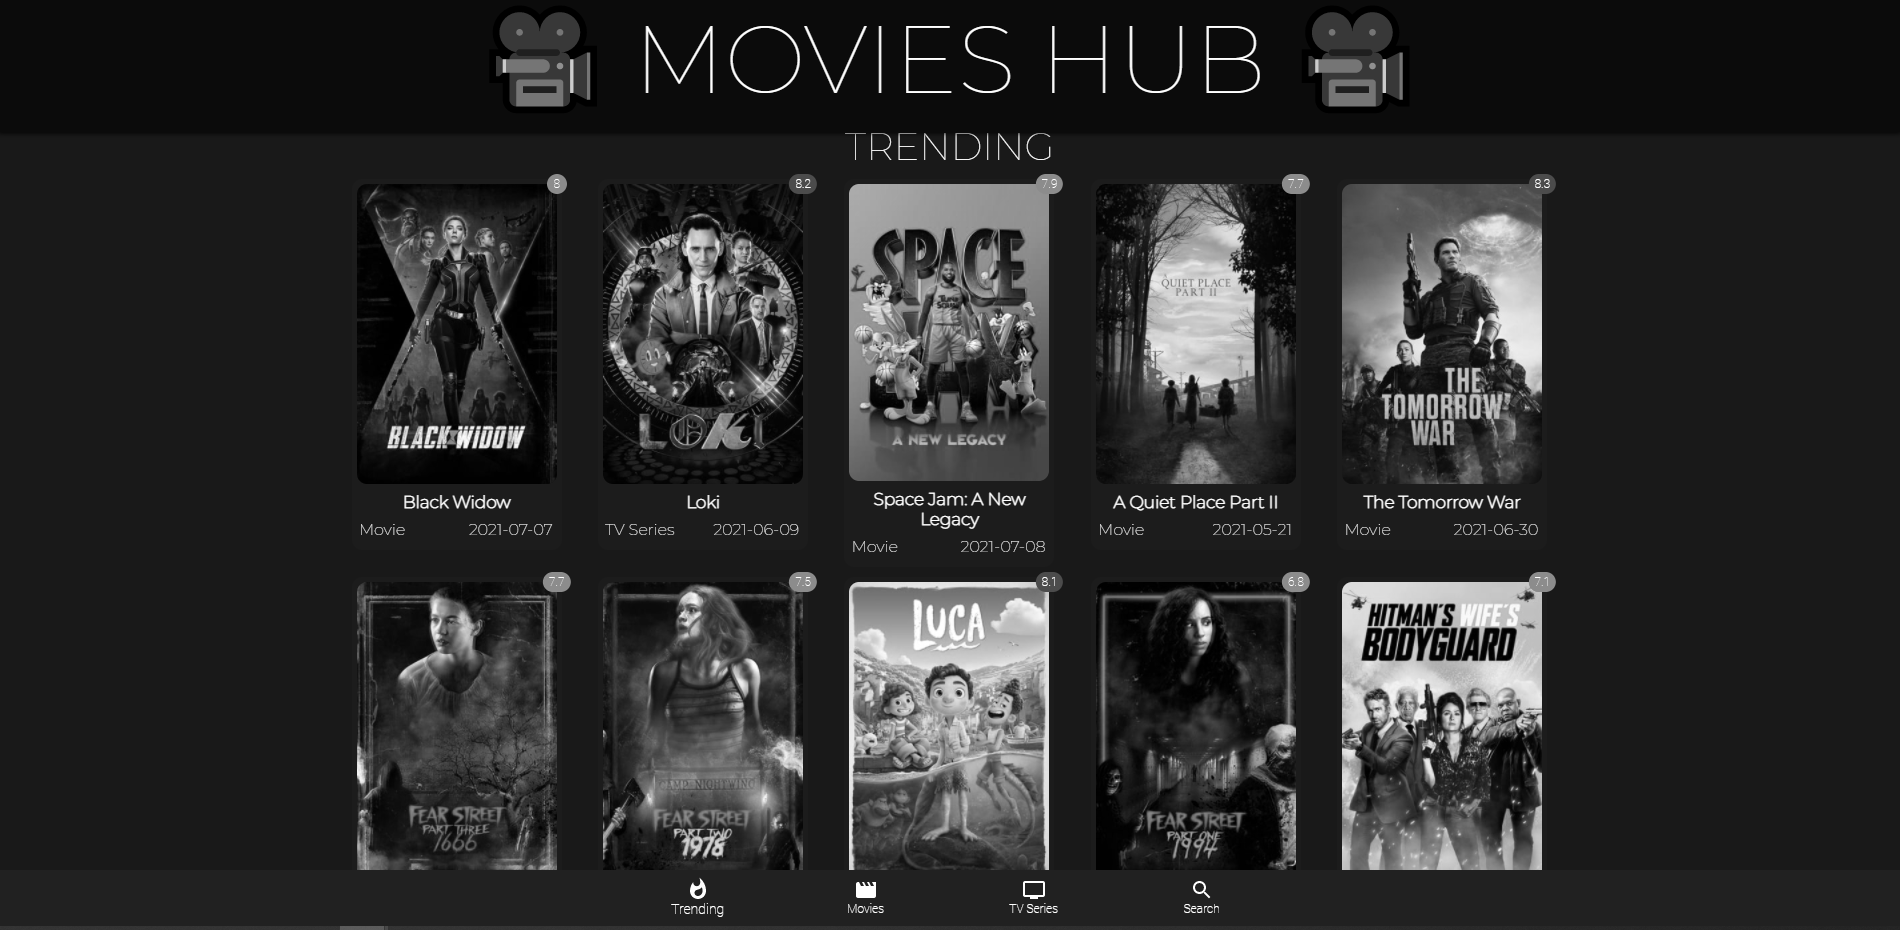 MOVIES HUB
TRENDING
8
8.2
7.9
7.7
8.3
BLACK WIDOW
LOKI
SPACE
JAM
A NEW LEGACY
A QUIET PLACE
PART II
THE
TOMORROW
WAR
Black Widow
Loki
Space Jam: A New
Legacy
A Quiet Place Part II
The Tomorrow War
Movie 2021-07-07
TV Series 2021-06-09
Movie 2021-07-08
Movie 2021-05-21
Movie 2021-06-30
7.7
7.5
8.1
6.8
7.1
FEAR STREET
PART THREE
1666
CAMP NIGHTWING
FEAR STREET
PART TWO
1978
LUCA
FEAR STREET
PART ONE
1994
HITMAN'S WIFE'S
BODYGUARD
Trending
Movies
TV Series
Search